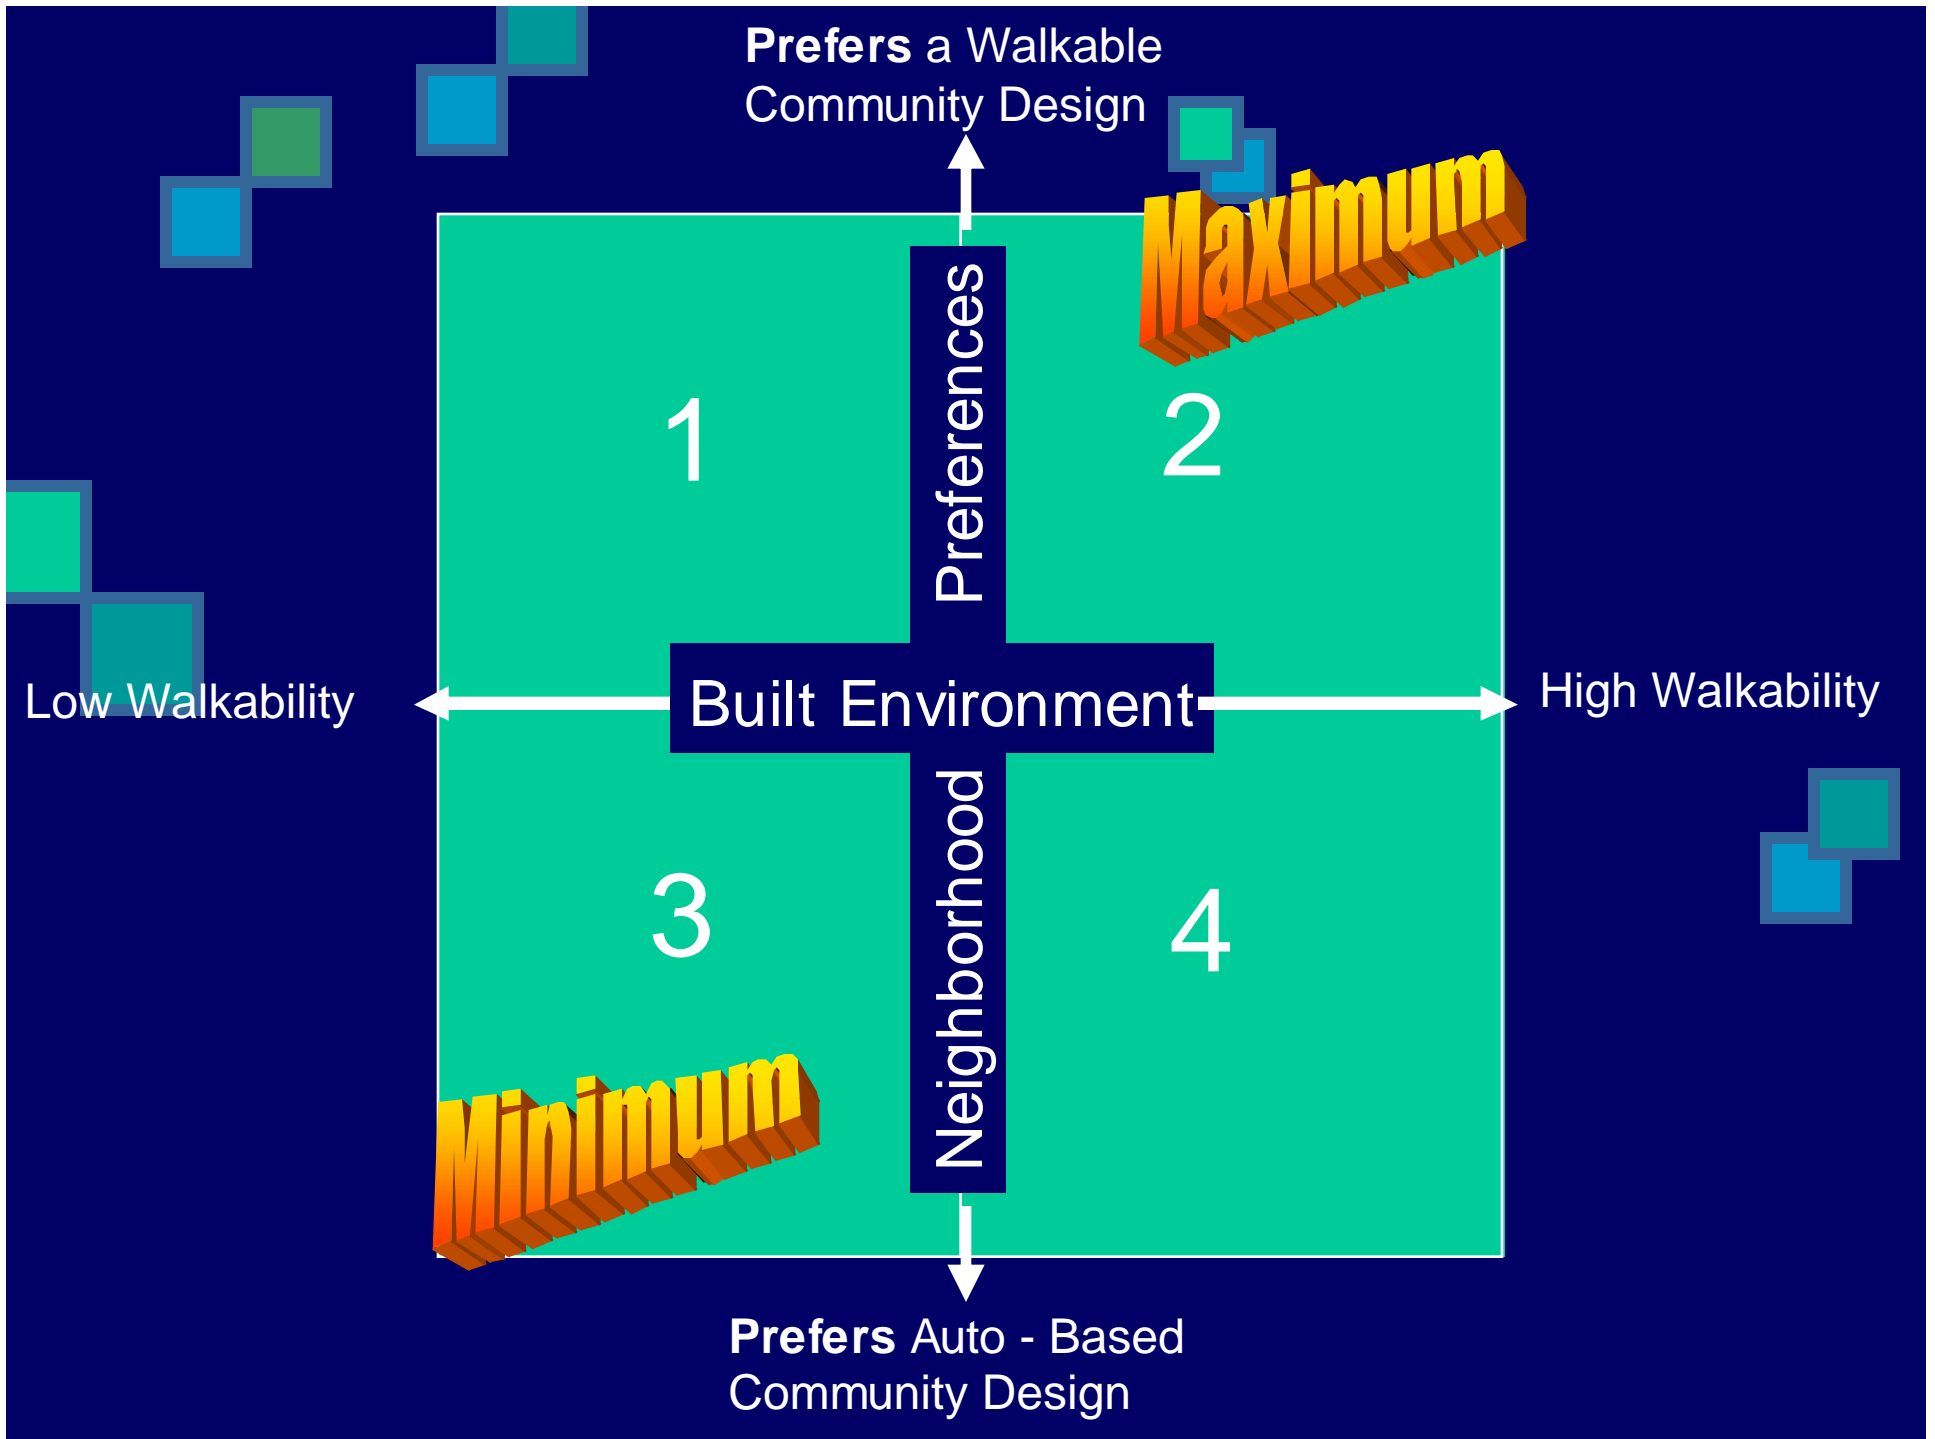 Prefers a Walkable
Community Design
Maximum
Preferences
1
2
Low Walkability
Built Environment
High Walkability
Neighborhood
3
4
Minimum
Prefers Auto - Based
Community Design